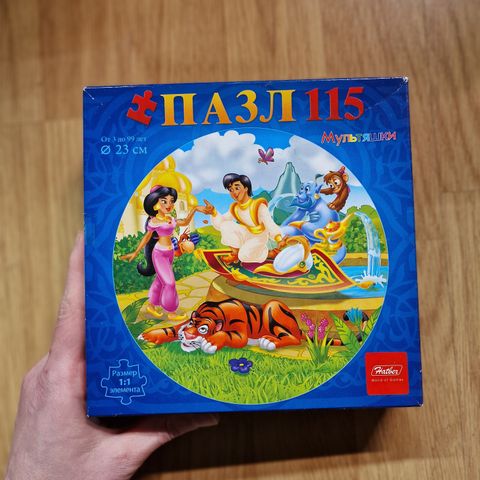 ПАЗЛ 115
Мультяшки
От 3 до 99 лет
Ø 23 см
Размер
1:1
элемента
Hatber
World of Games